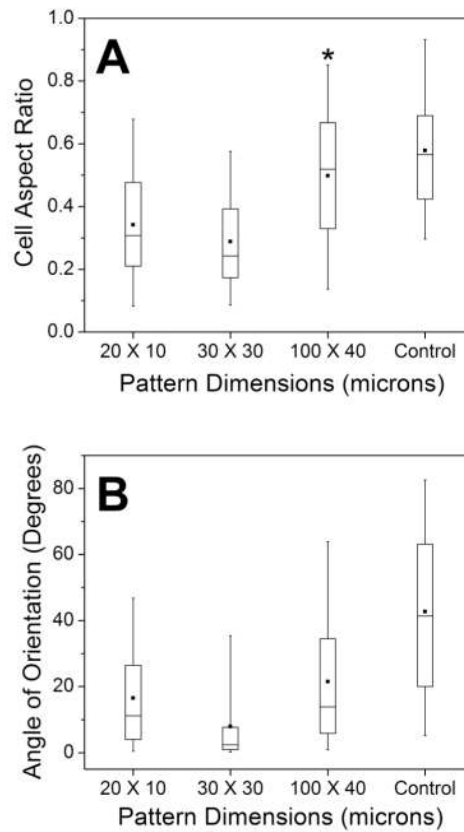 A
*
Cell Aspect Ratio
1.0
0.8
0.6
0.4
0.2
0.0
20 X 10 30 X 30 100 X 40 Control
Pattern Dimensions (microns)
B
Angle of Orientation (Degrees)
80
60
40
20
0
20 X 10 30 X 30 100 X 40 Control
Pattern Dimensions (microns)